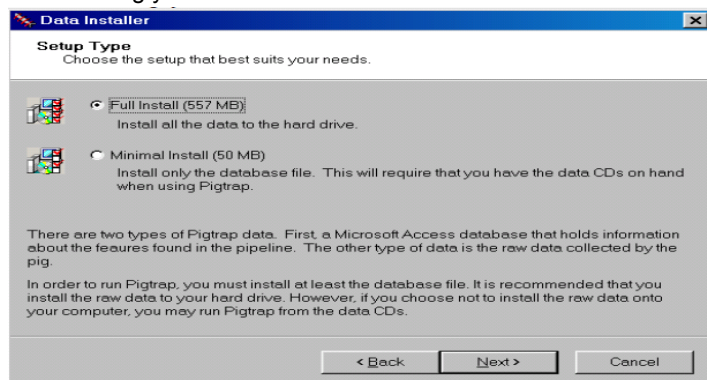 Data Installer
Setup Type
Choose the setup that best suits your needs.
Full Install (557 MB)
Install all the data to the hard drive.
Minimal Install (50 MB)
Install only the database file. This will require that you have the data CDs on hand
when using Pigtrap.
There are two types of Pigtrap data. First, a Microsoft Access database that holds information
about the feaures found in the pipeline. The other type of data is the raw data collected by the
pig.
In order to run Pigtrap, you must install at least the database file. It is recommended that you
install the raw data to your hard drive. However, if you choose not to install the raw data onto
your computer, you may run Pigtrap from the data CDs.
< Back
Next >
Cancel